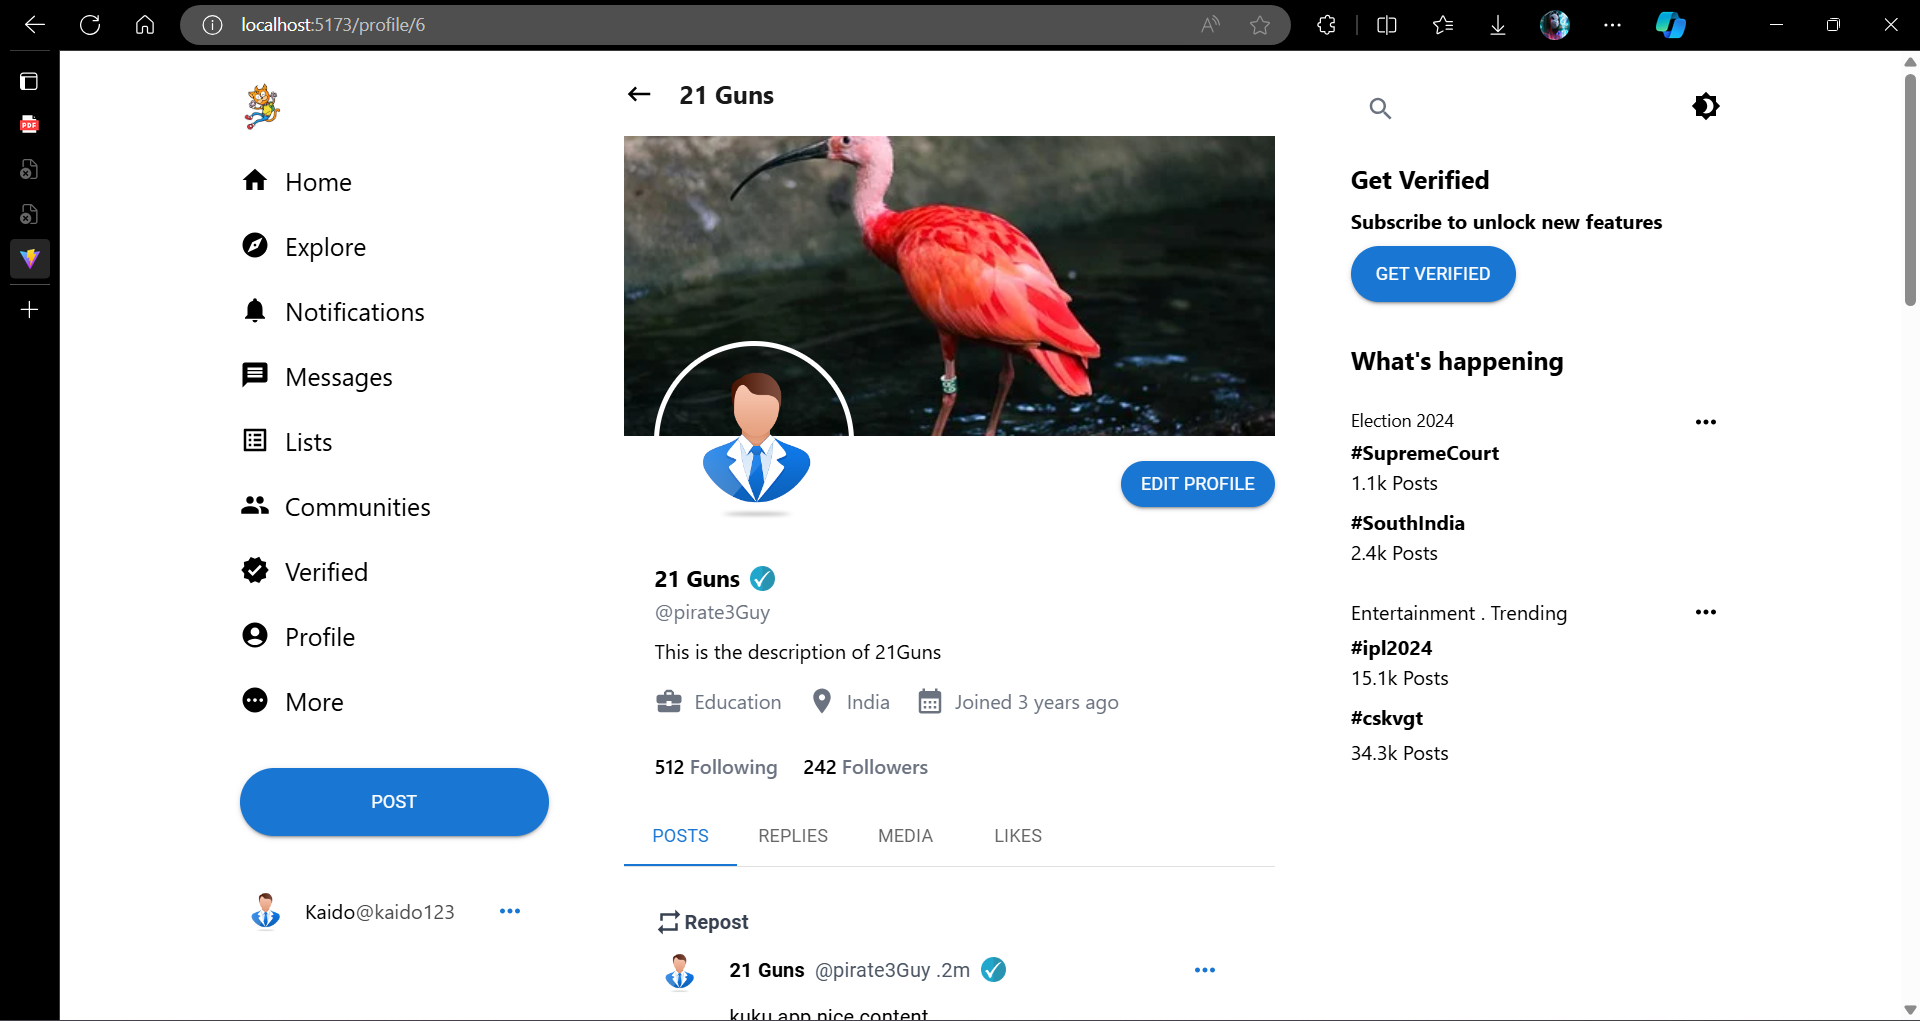 localhost:5173/profile/6
PDF
Home
Explore
Notifications
Messages
Lists
Communities
Verified
Profile
More
POST
Kaido@kaido123
21 Guns
EDIT PROFILE
21 Guns
@pirate3Guy
This is the description of 21Guns
Education India Joined 3 years ago
512 Following 242 Followers
POSTS REPLIES MEDIA LIKES
Repost
21 Guns @pirate3Guy .2m
kuku app nice content
Get Verified
Subscribe to unlock new features
GET VERIFIED
What's happening
Election 2024
#SupremeCourt
1.1k Posts
#SouthIndia
2.4k Posts
Entertainment . Trending
#ipl2024
15.1k Posts
#cskvgt
34.3k Posts